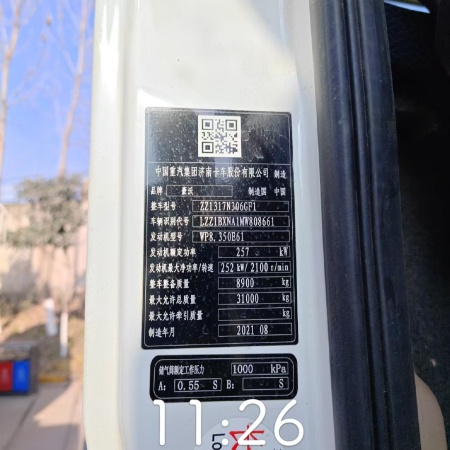 中国重汽集团济南卡车股份有限公司 制造
品牌 豪沃 制造国 中国
整车型号 ZZ1317N306GF1
车辆识别代号 LZZ1BXNA1MW808661
发动机型号 WP8.350E61
发动机额定功率 257 kW
发动机最大净功率/转速 252 kW/ 2100 r/min
整车整备质量 8900 kg
最大允许总质量 31000 kg
最大允许牵引质量 kg
制造年月 2021 08
储气筒额定工作压力 1000 kPa
A: 0.55 S B: S
11:26
Lo